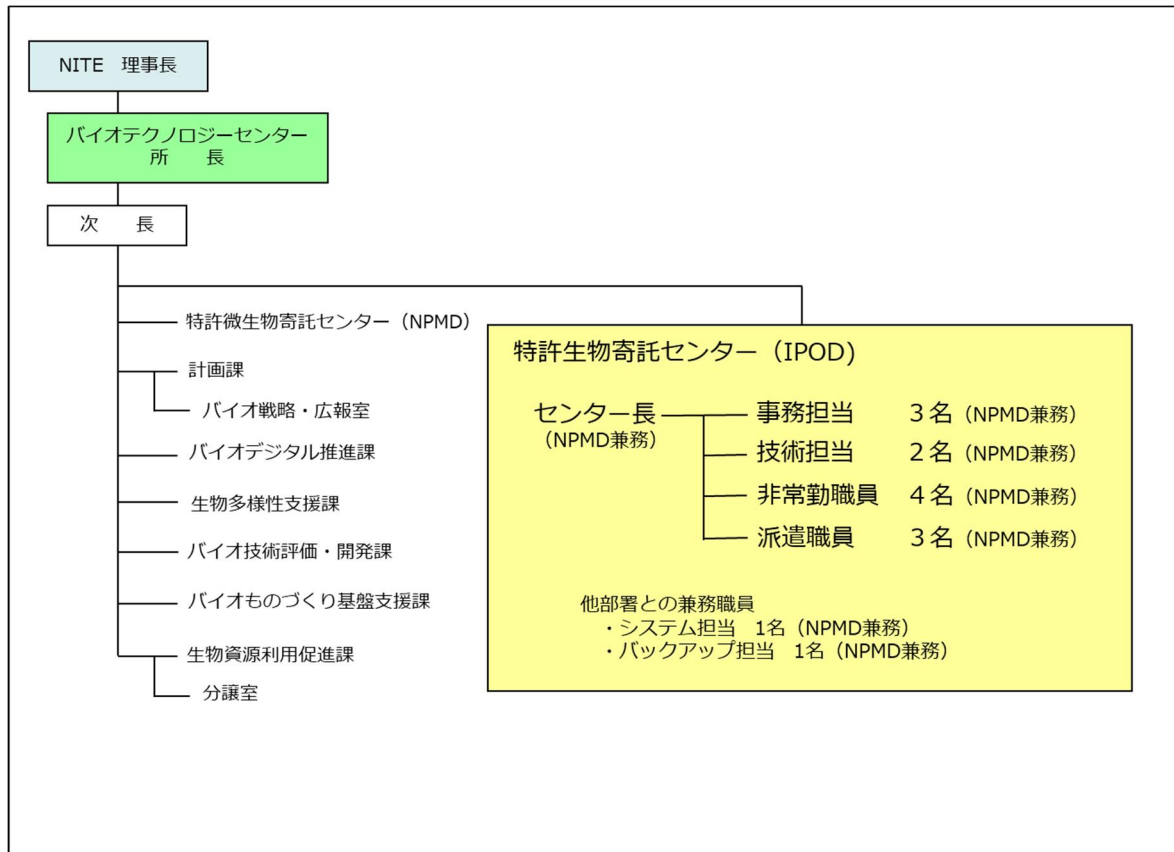 NITE 理事長
バイオテクノロジーセンター
所 長
次 長
特許微生物寄託センター（NPMD）
計画課
バイオ戦略・広報室
バイオデジタル推進課
生物多様性支援課
バイオ技術評価・開発課
バイオものづくり基盤支援課
生物資源利用促進課
分譲室
特許生物寄託センター（IPOD)
センター長
(NPMD兼務)
事務担当 3名（NPMD兼務）
技術担当 2名（NPMD兼務）
非常勤職員 4名（NPMD兼務）
派遣職員 3名（NPMD兼務）
他部署との兼務職員
・システム担当 1名（NPMD兼務）
・バックアップ担当 1名（NPMD兼務）